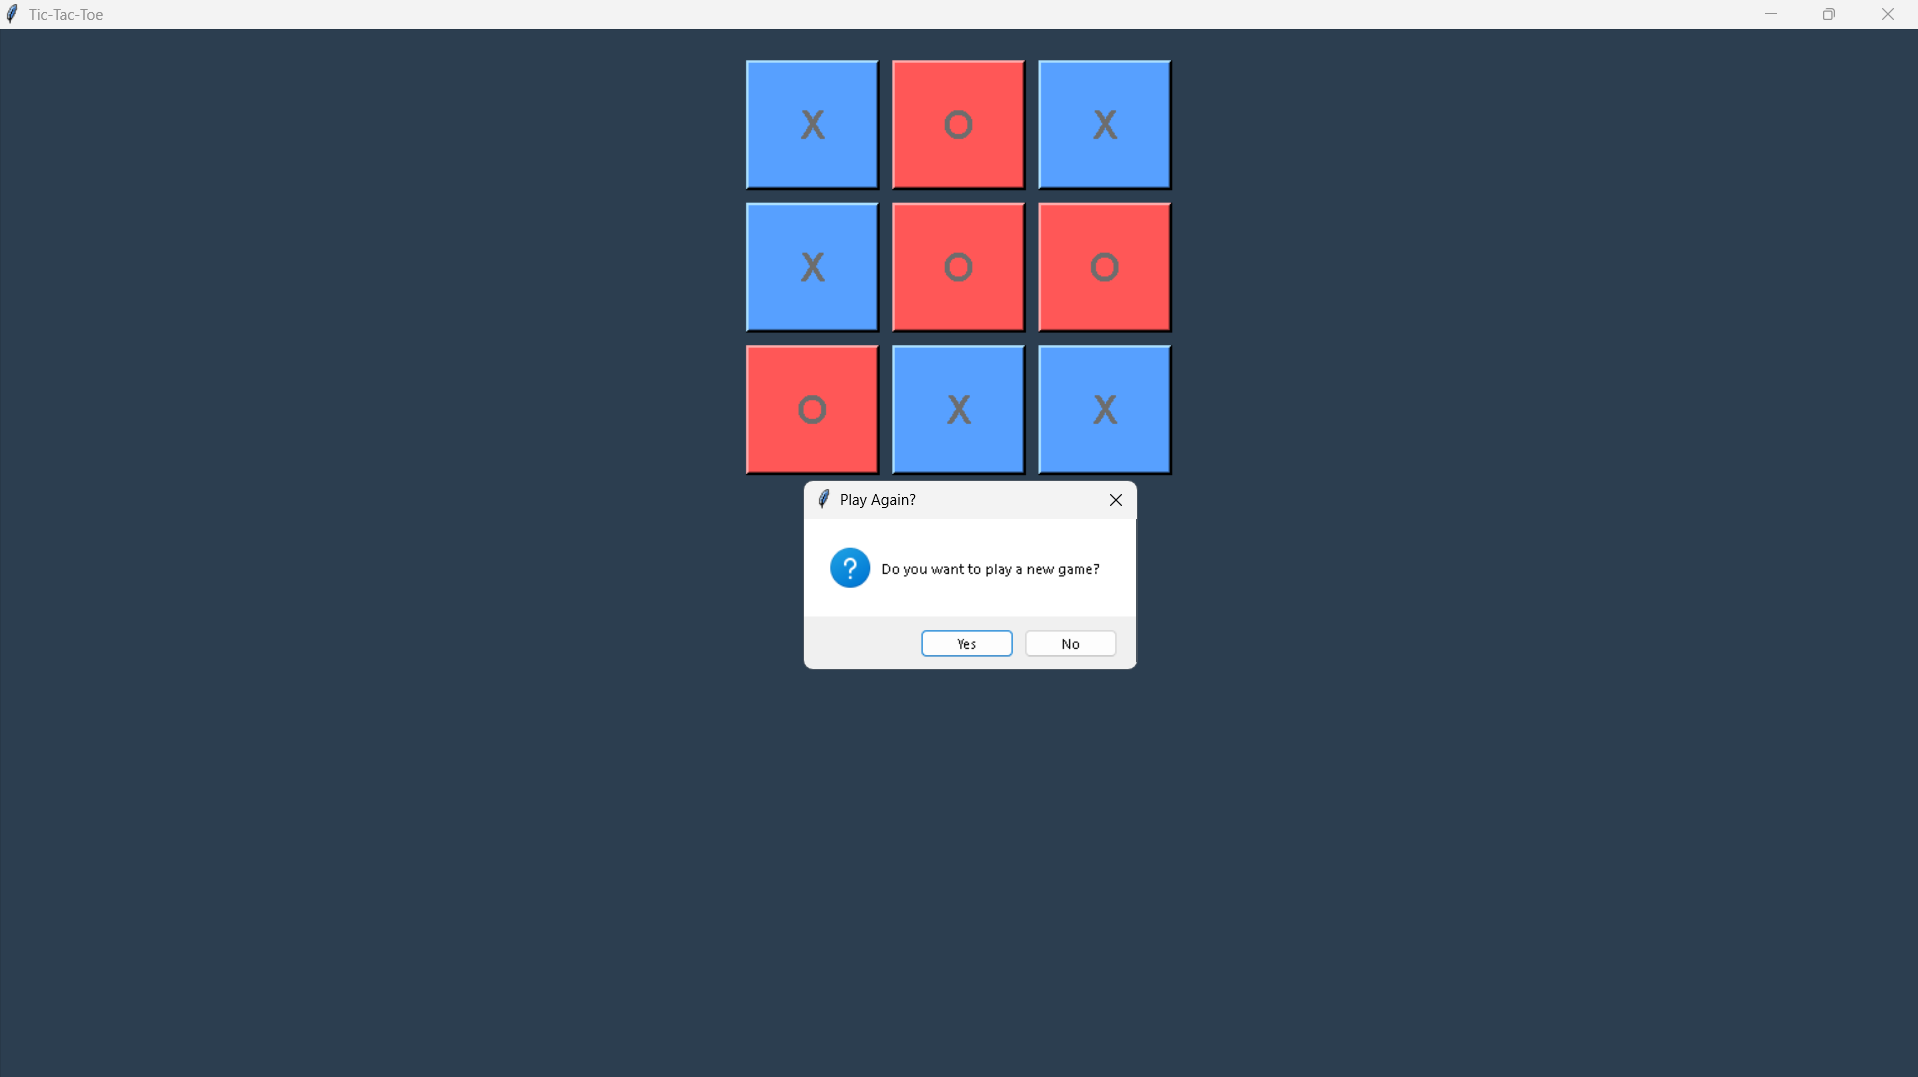 Tic-Tac-Toe
X O X
X O O
O X X
Play Again?
? Do you want to play a new game?
Yes No